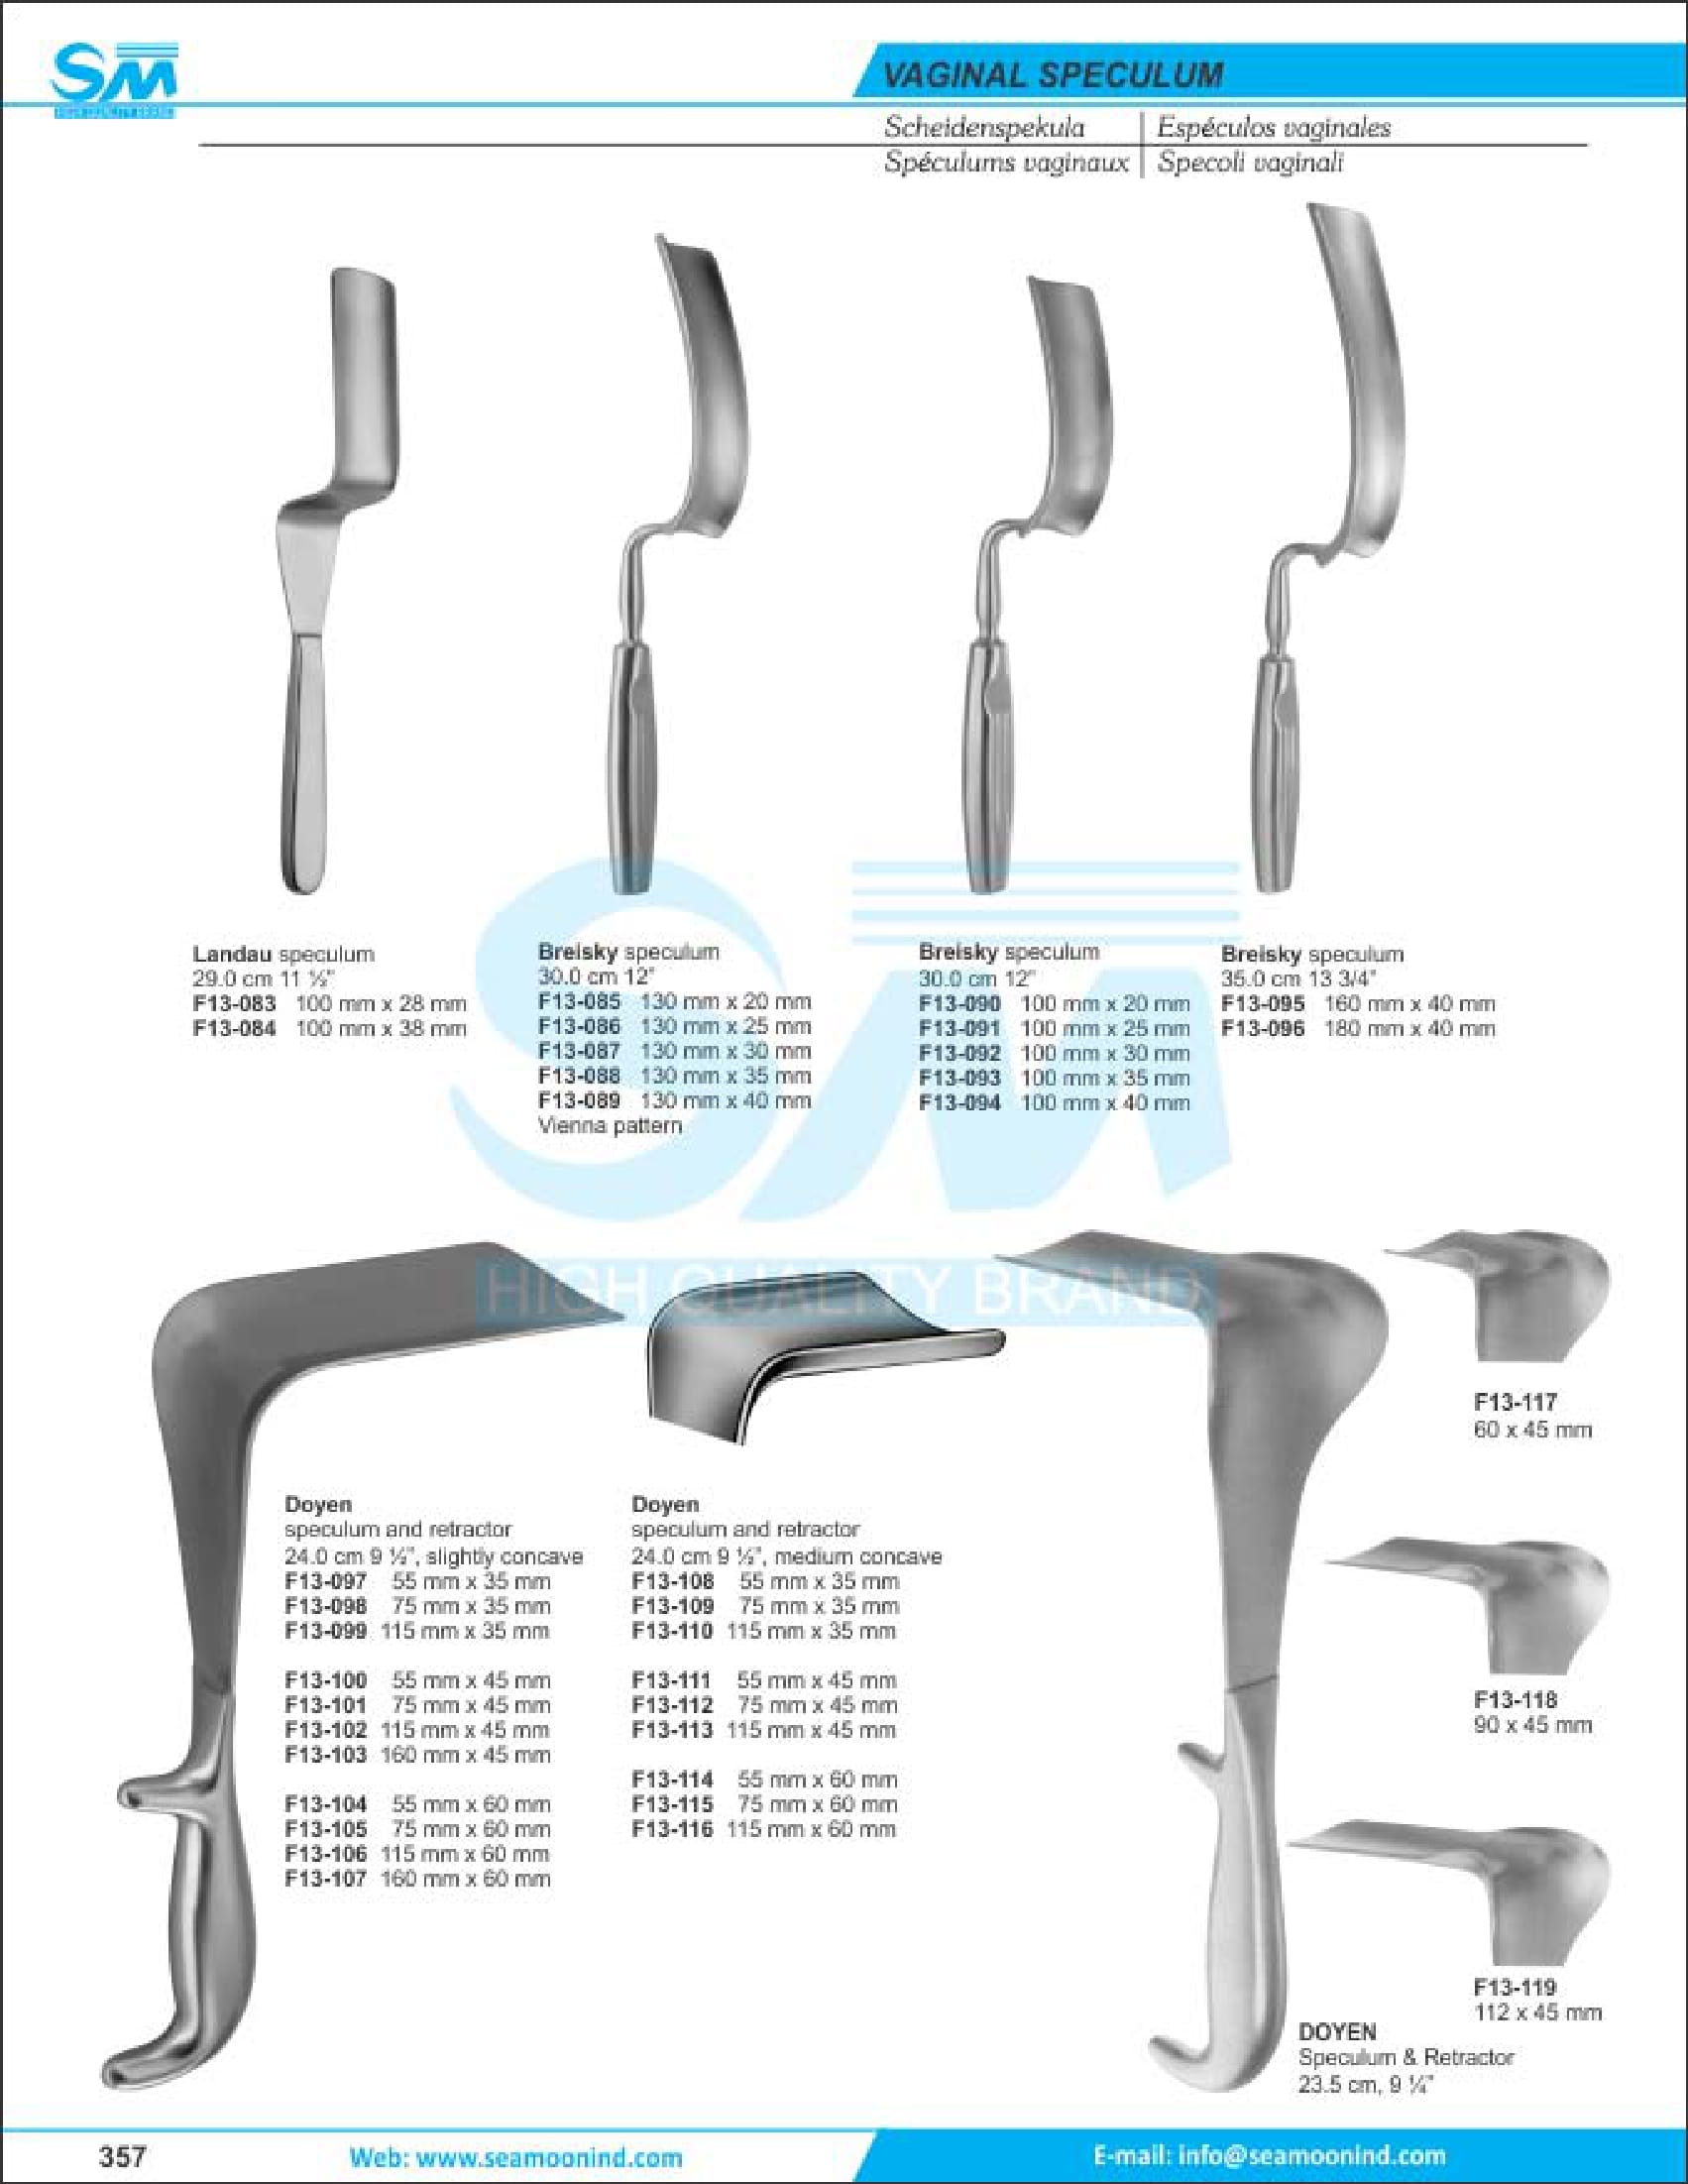 SM
VAGINAL SPECULUM
Scheidenspekula
Espéculos vaginales
Spéculums vaginaux
Specoli vaginali
Landau speculum
29.0 cm 11 ½"
F13-083 100 mm x 28 mm
F13-084 100 mm x 38 mm
Breisky speculum
30.0 cm 12"
F13-085 130 mm x 20 mm
F13-086 130 mm x 25 mm
F13-087 130 mm x 30 mm
F13-088 130 mm x 35 mm
F13-089 130 mm x 40 mm
Vienna pattern
Breisky speculum
30.0 cm 12"
F13-090 100 mm x 20 mm
F13-091 100 mm x 25 mm
F13-092 100 mm x 30 mm
F13-093 100 mm x 35 mm
F13-094 100 mm x 40 mm
Breisky speculum
35.0 cm 13 3/4"
F13-095 160 mm x 40 mm
F13-096 180 mm x 40 mm
SM
HIGH QUALITY BRAND
Doyen
speculum and retractor
24.0 cm 9 ½", slightly concave
F13-097 55 mm x 35 mm
F13-098 75 mm x 35 mm
F13-099 115 mm x 35 mm
F13-100 55 mm x 45 mm
F13-101 75 mm x 45 mm
F13-102 115 mm x 45 mm
F13-103 160 mm x 45 mm
F13-104 55 mm x 60 mm
F13-105 75 mm x 60 mm
F13-106 115 mm x 60 mm
F13-107 160 mm x 60 mm
Doyen
speculum and retractor
24.0 cm 9 ½", medium concave
F13-108 55 mm x 35 mm
F13-109 75 mm x 35 mm
F13-110 115 mm x 35 mm
F13-111 55 mm x 45 mm
F13-112 75 mm x 45 mm
F13-113 115 mm x 45 mm
F13-114 55 mm x 60 mm
F13-115 75 mm x 60 mm
F13-116 115 mm x 60 mm
F13-117
60 x 45 mm
F13-118
90 x 45 mm
F13-119
112 x 45 mm
DOYEN
Speculum & Retractor
23.5 cm, 9 ¼"
357
Web: www.seamoonind.com
E-mail: info@seamoonind.com